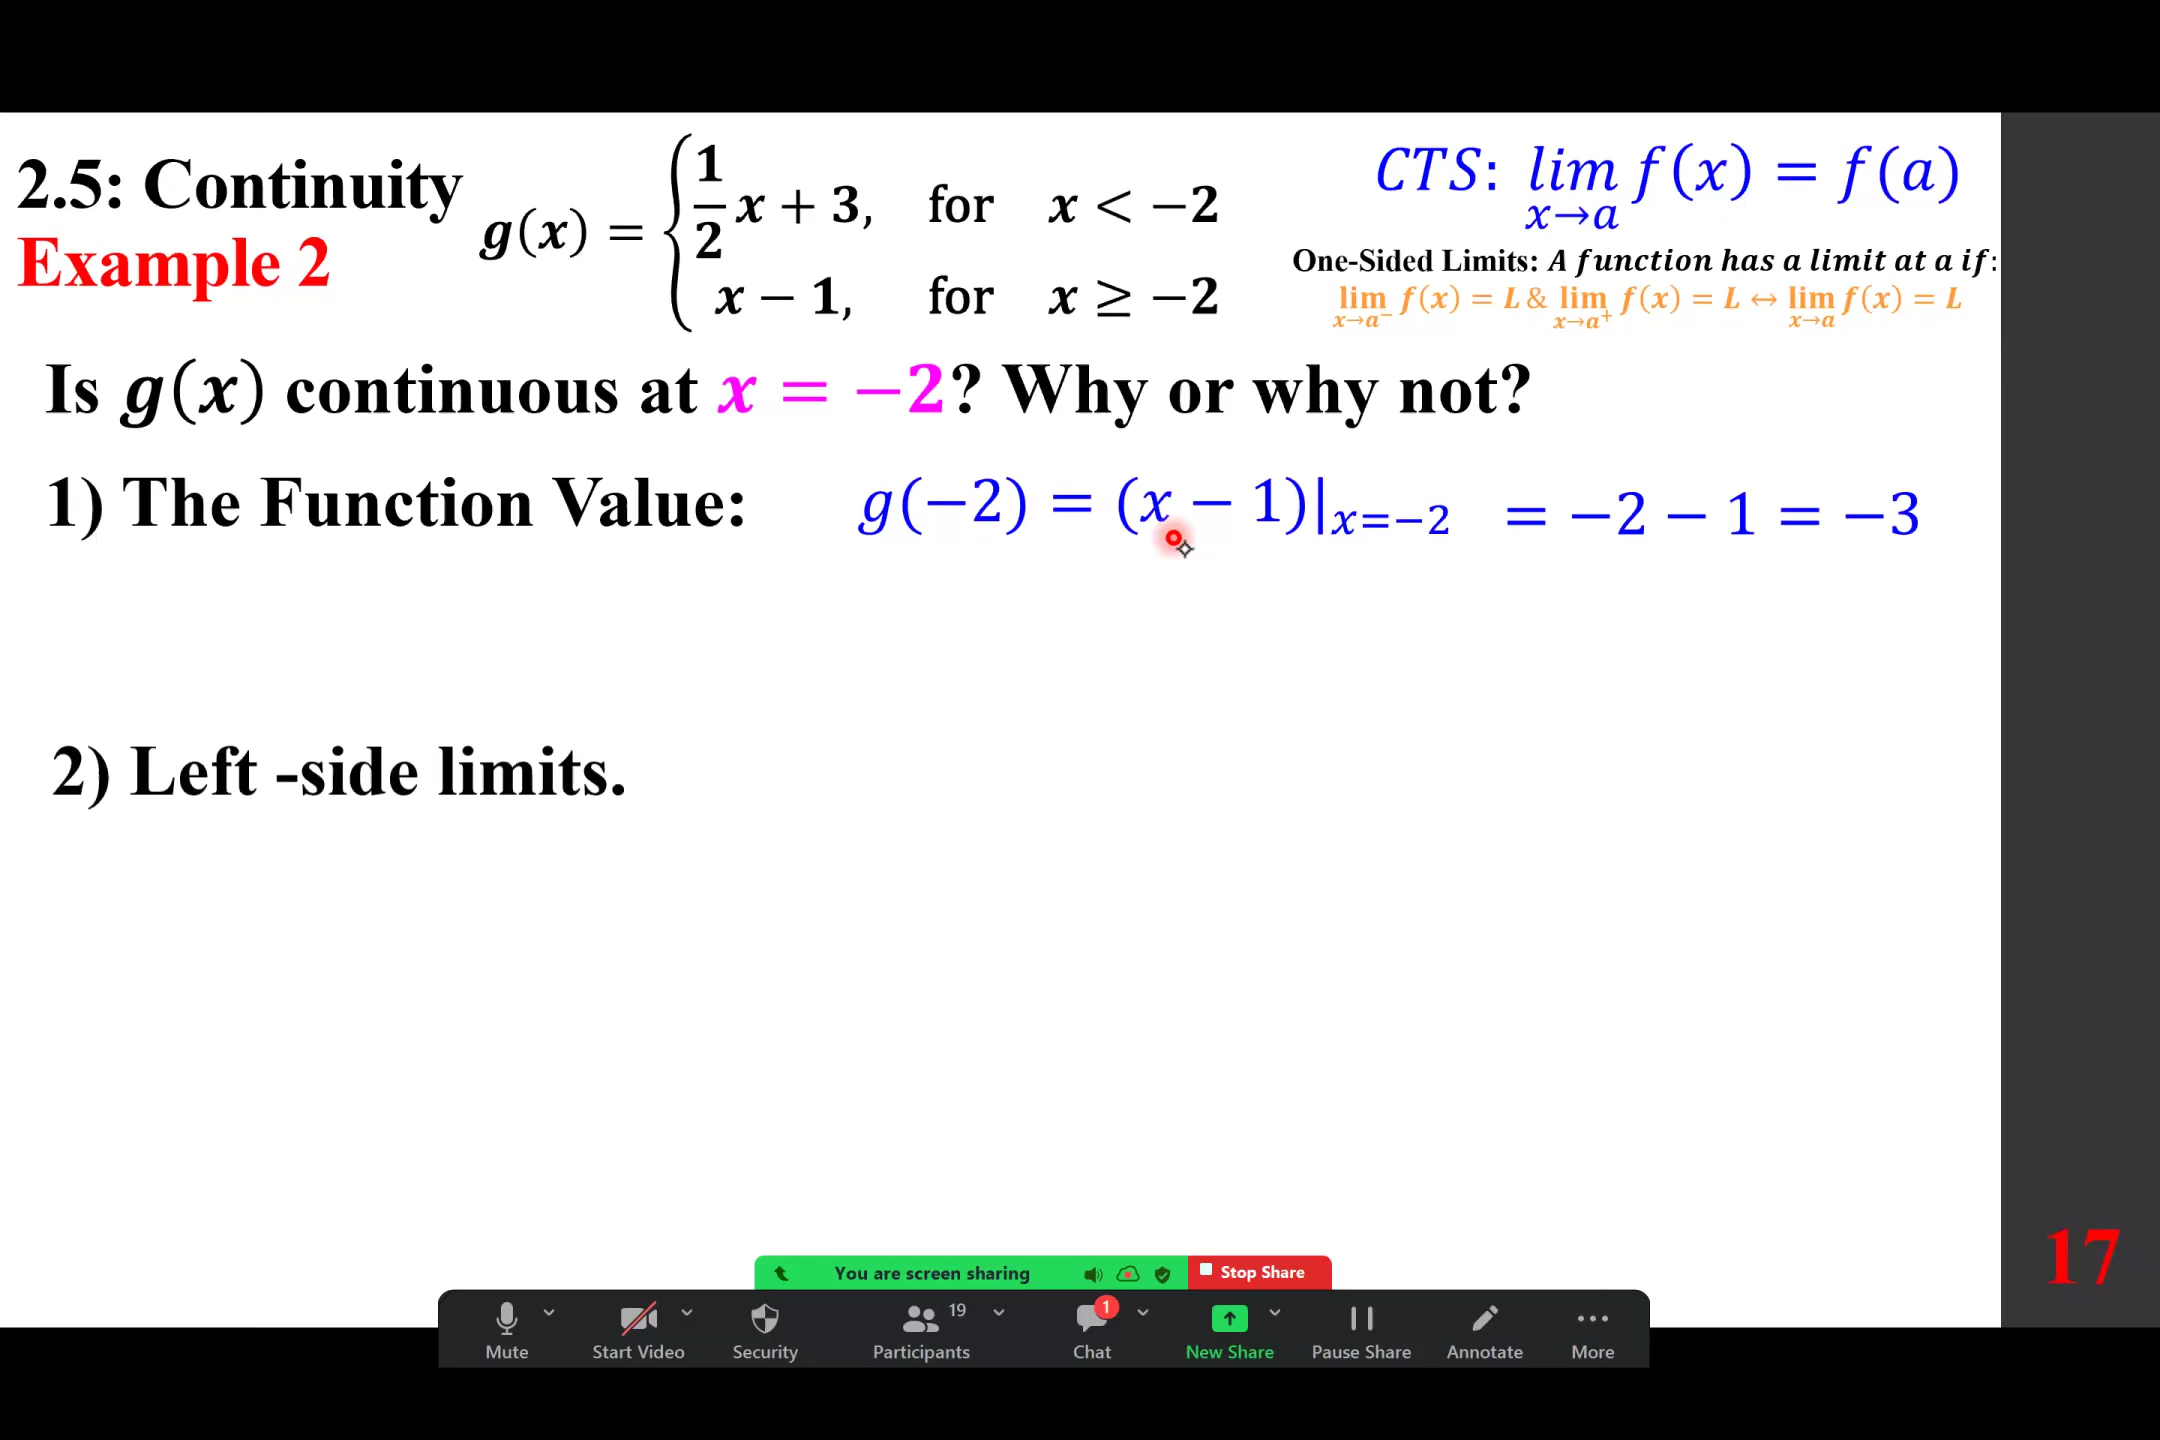 2.5: Continuity
Example 2
g(x) = { 1/2 x + 3, for x < −2
x − 1, for x ≥ −2
CTS: lim x→a f(x) = f(a)
One-Sided Limits: A function has a limit at a if:
lim x→a⁻ f(x) = L & lim x→a⁺ f(x) = L ↔ lim x→a f(x) = L
Is g(x) continuous at x = −2? Why or why not?
1) The Function Value: g(−2) = (x − 1)|x=−2 = −2 − 1 = −3
2) Left -side limits.
17
You are screen sharing Stop Share
19 1
Mute Start Video Security Participants Chat New Share Pause Share Annotate More